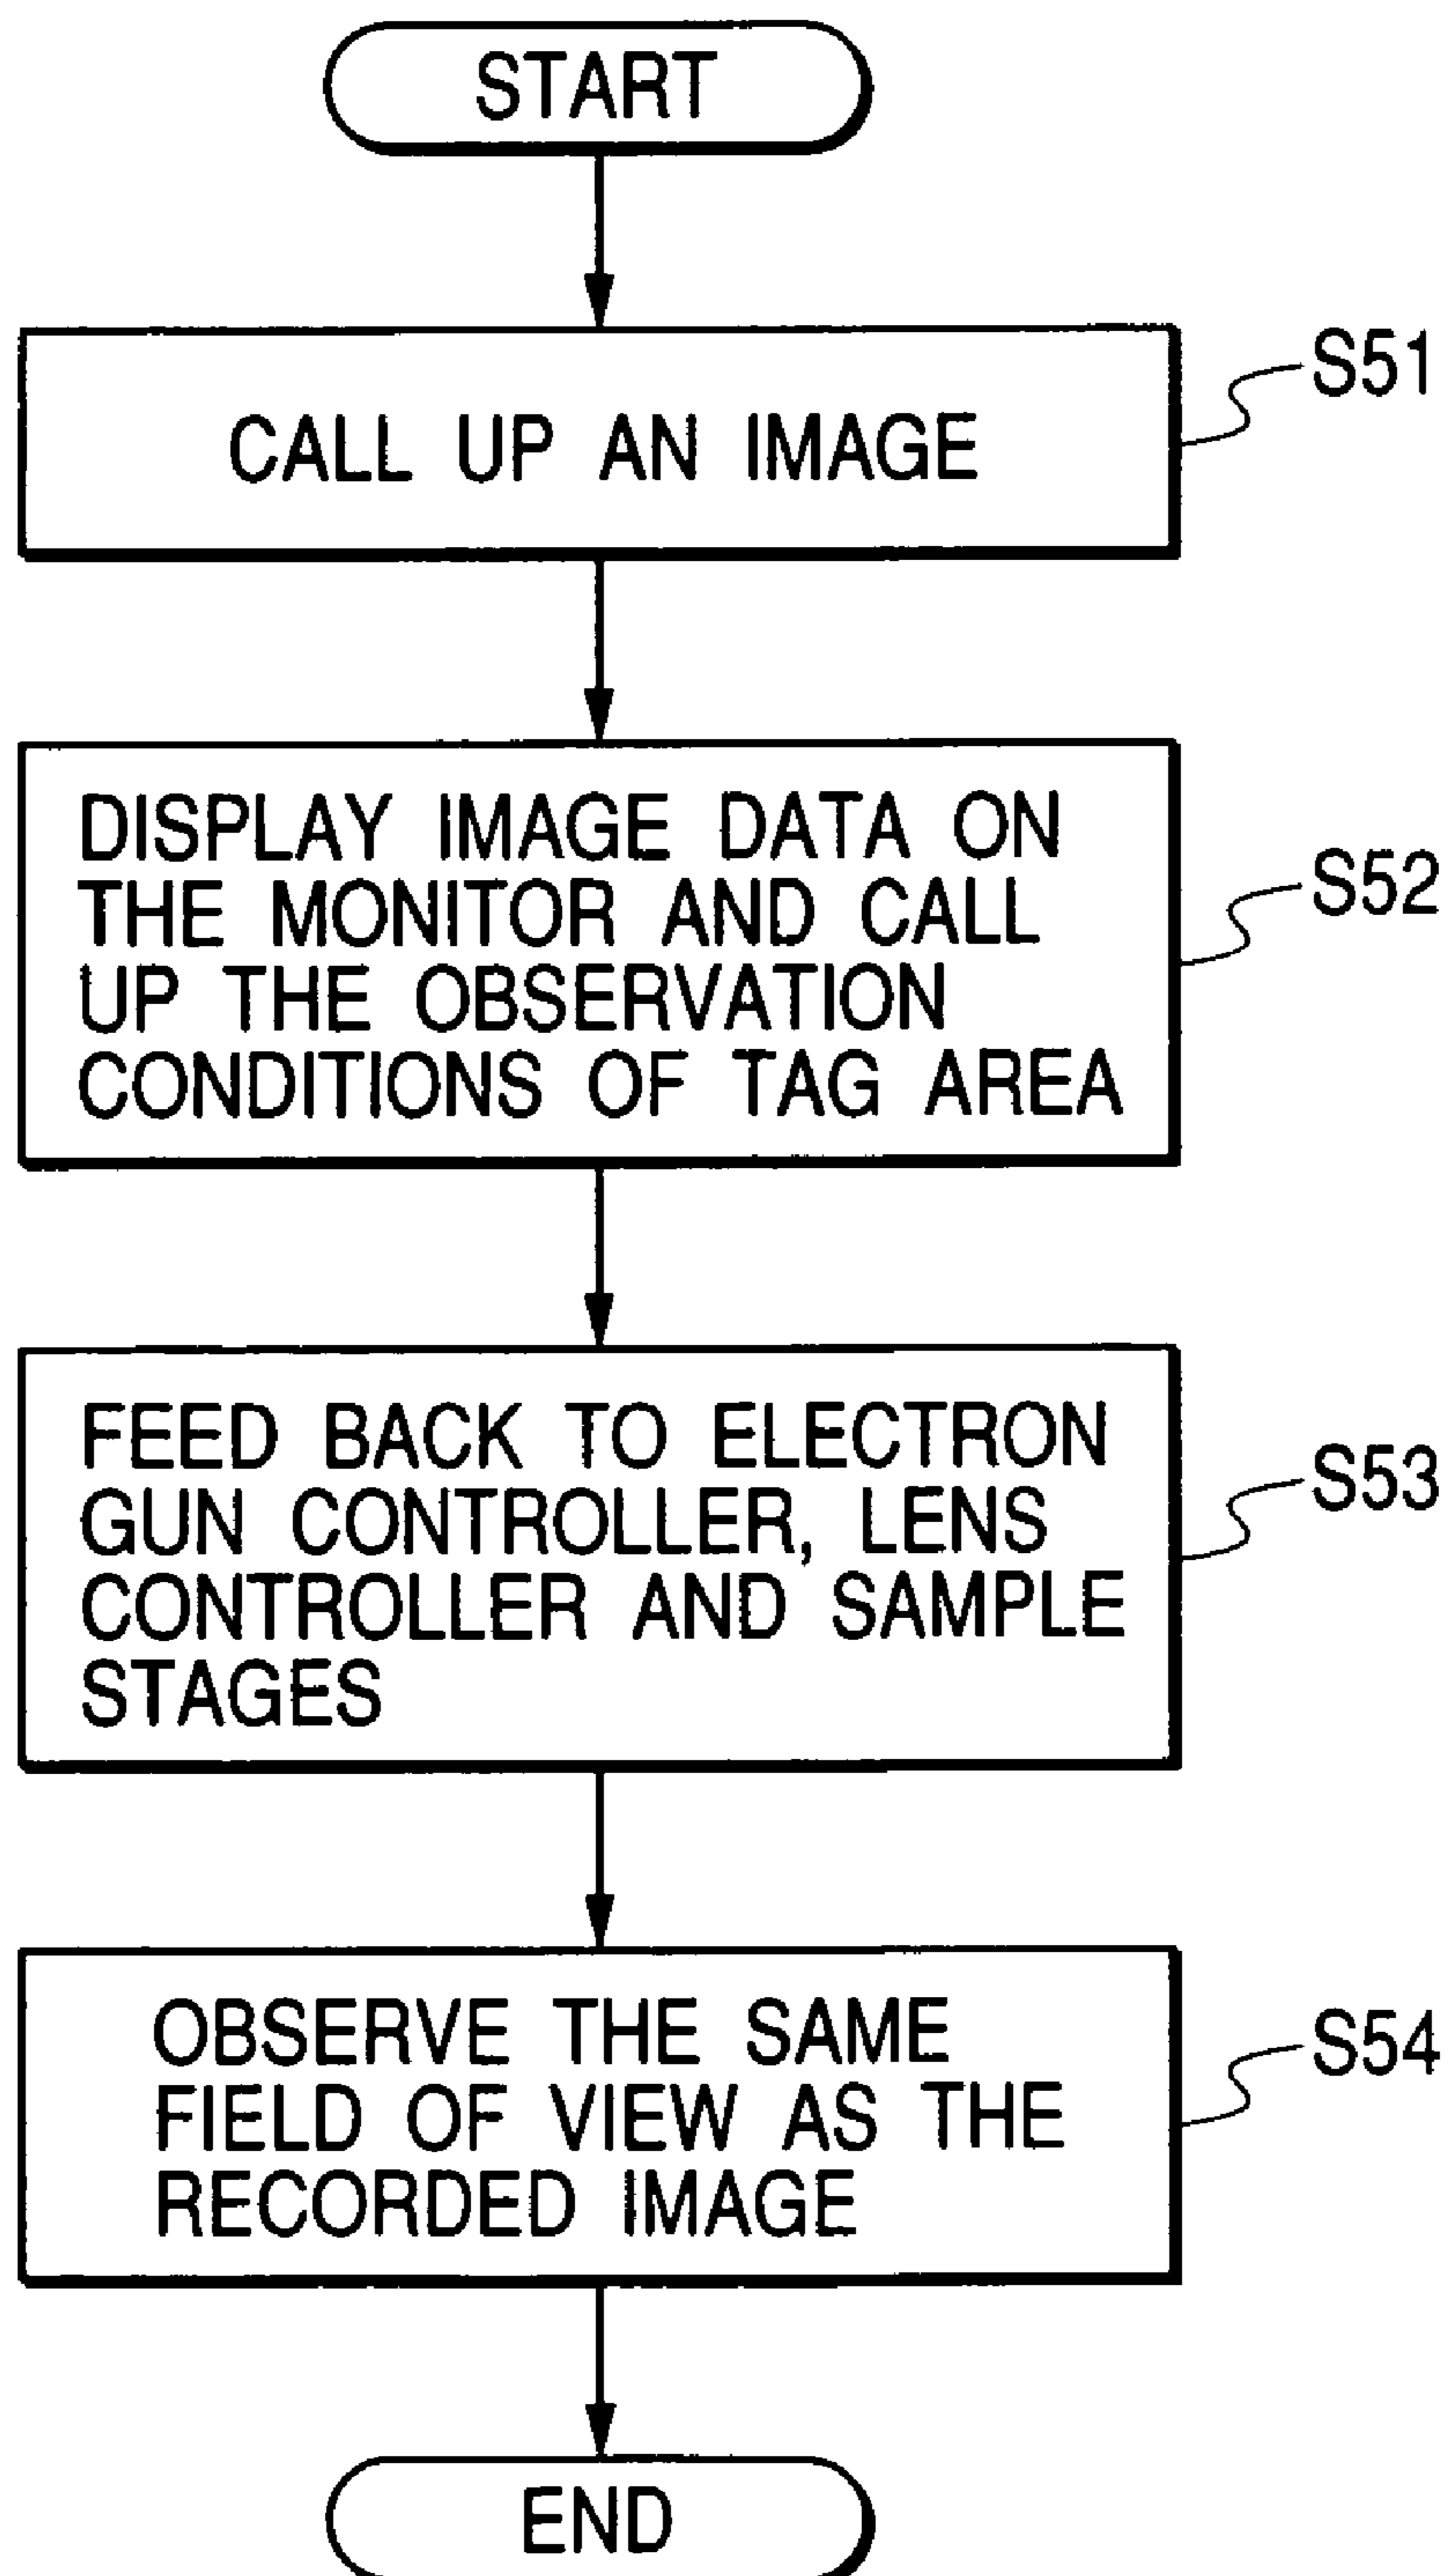 START
CALL UP AN IMAGE
S51
DISPLAY IMAGE DATA ON
THE MONITOR AND CALL
UP THE OBSERVATION
CONDITIONS OF TAG AREA
S52
FEED BACK TO ELECTRON
GUN CONTROLLER, LENS
CONTROLLER AND SAMPLE
STAGES
S53
OBSERVE THE SAME
FIELD OF VIEW AS THE
RECORDED IMAGE
S54
END